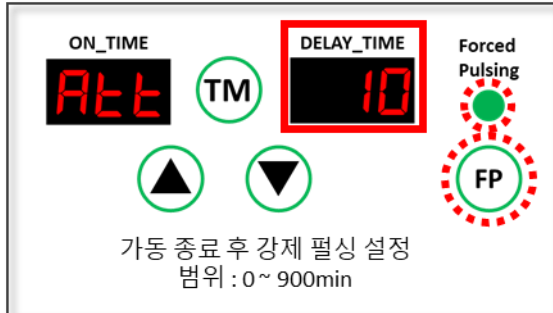 ON_TIME
DELAY_TIME
Forced
Pulsing
Att
TM
10
FP
가동 종료 후 강제 펄싱 설정
범위 : 0 ~ 900min